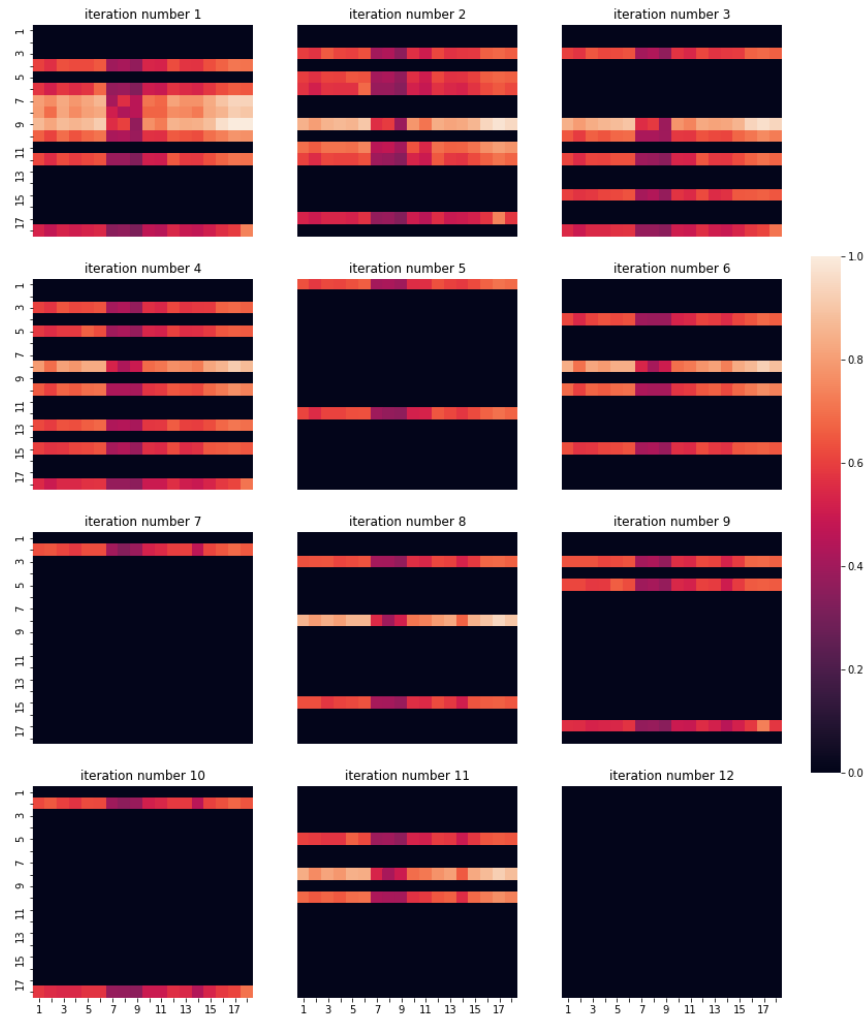 iteration number 1
iteration number 2
iteration number 3
1
3
5
7
9
11
13
15
17
iteration number 4
iteration number 5
iteration number 6
1
3
5
7
9
11
13
15
17
1.0
0.8
0.6
0.4
0.2
0.0
iteration number 7
iteration number 8
iteration number 9
1
3
5
7
9
11
13
15
17
iteration number 10
iteration number 11
iteration number 12
1
3
5
7
9
11
13
15
17
1 3 5 7 9 11 13 15 17
1 3 5 7 9 11 13 15 17
1 3 5 7 9 11 13 15 17